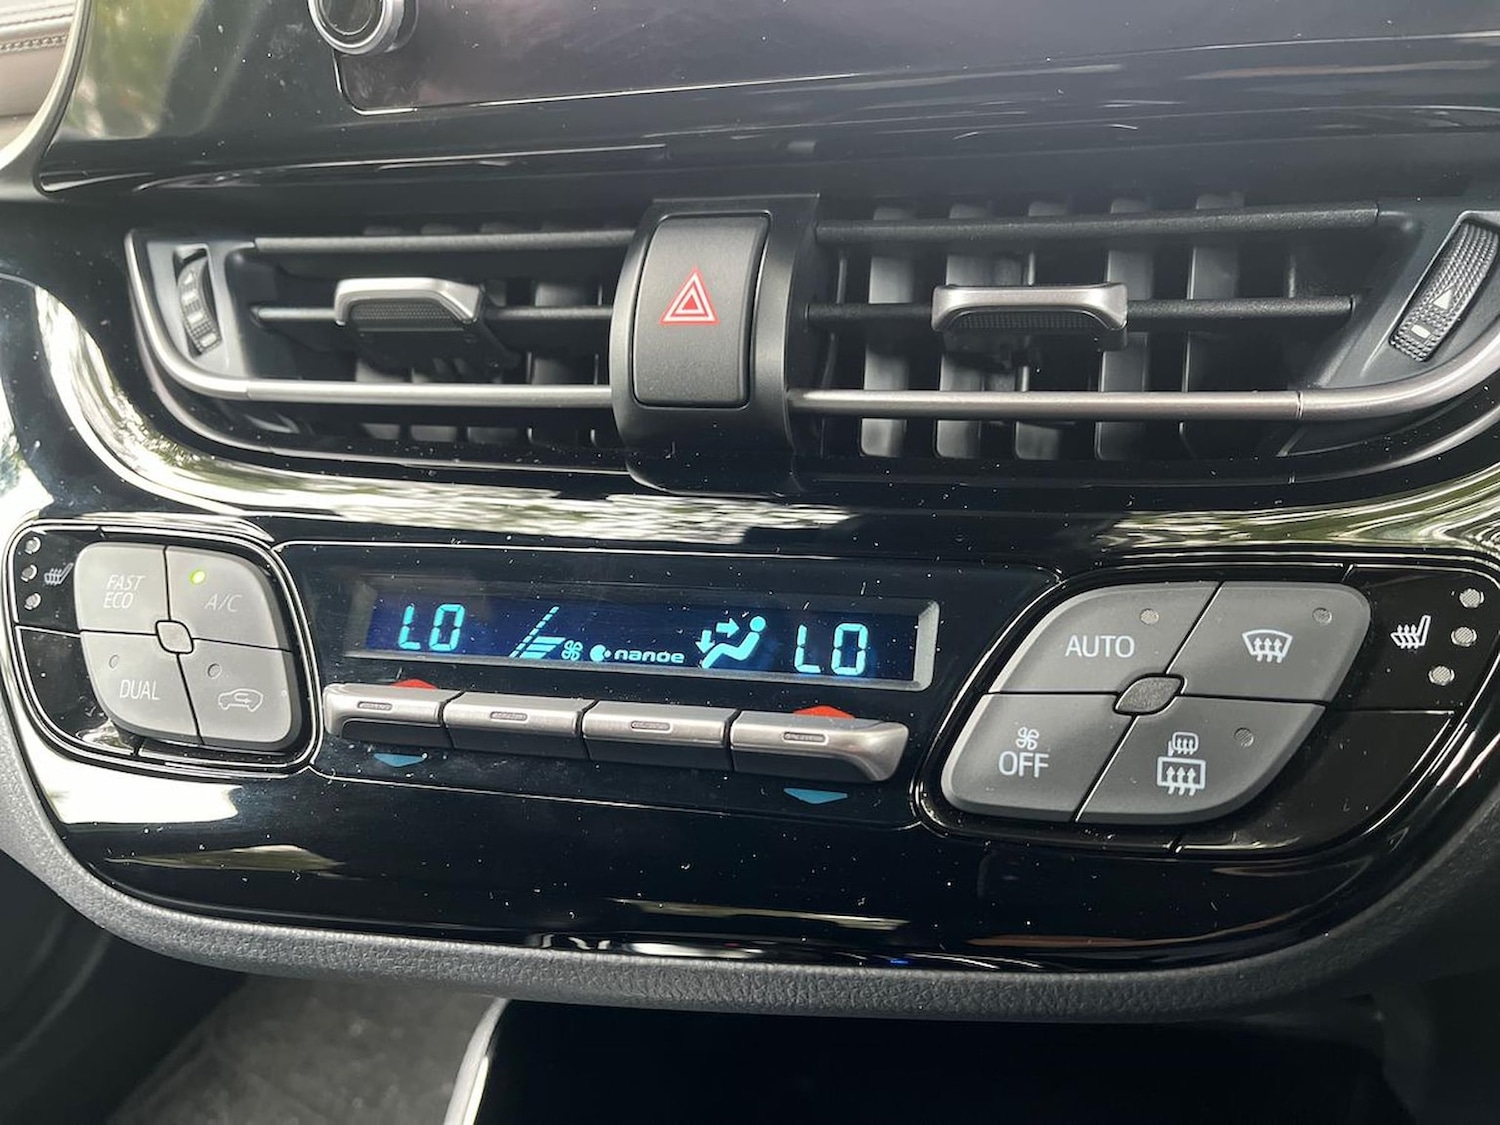 FAST
ECO
A/C
DUAL
LO
nanoe
LO
AUTO
OFF